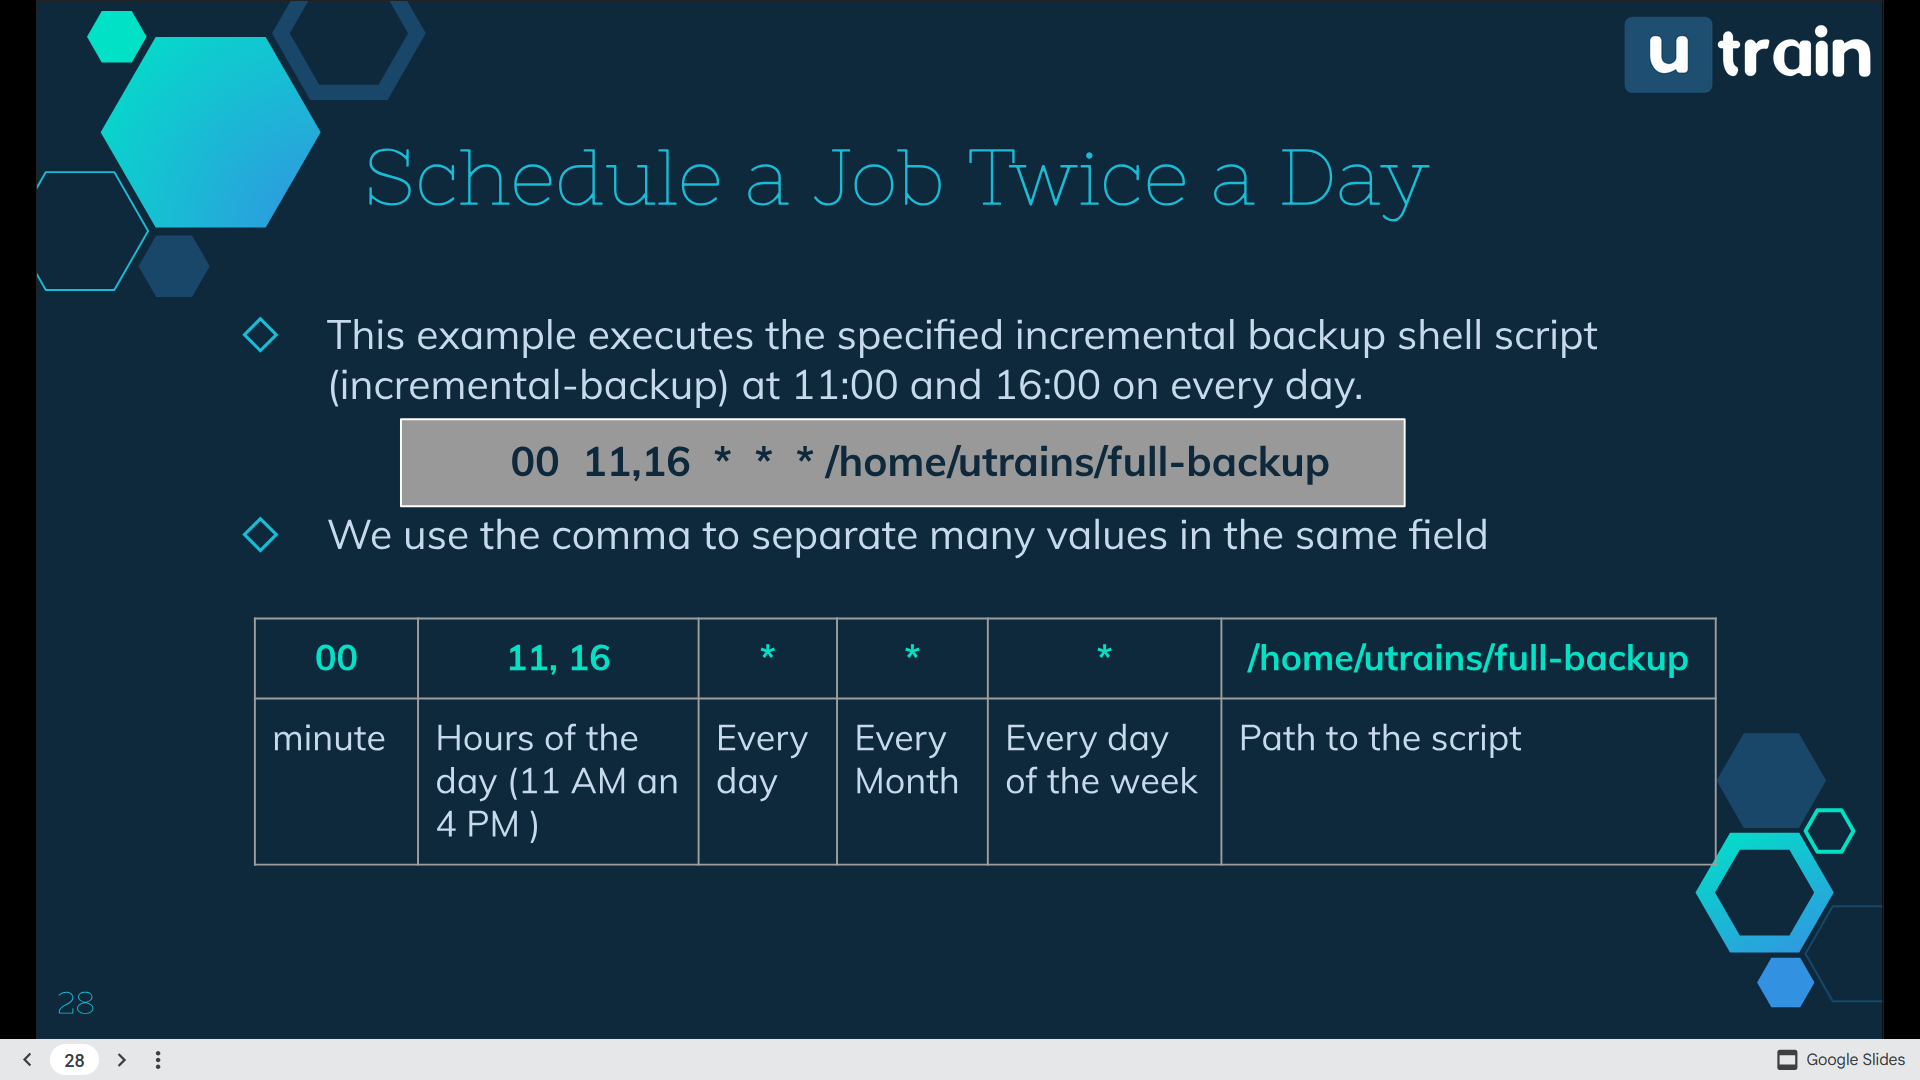 u train
Schedule a Job Twice a Day
This example executes the specified incremental backup shell script
(incremental-backup) at 11:00 and 16:00 on every day.
00 11,16 * * * /home/utrains/full-backup
We use the comma to separate many values in the same field
00 11, 16 * * * /home/utrains/full-backup
minute
Hours of the
day (11 AM an
4 PM )
Every
day
Every
Month
Every day
of the week
Path to the script
28
28
Google Slides